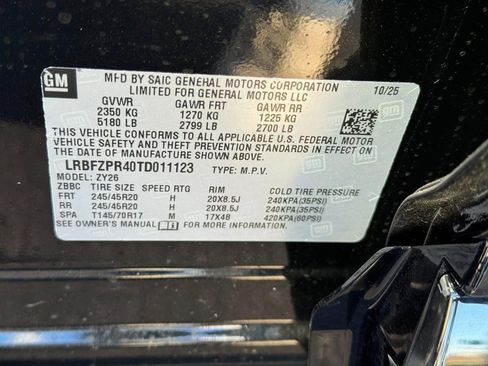 GM
MFD BY SAIC GENERAL MOTORS CORPORATION
LIMITED FOR GENERAL MOTORS LLC
10/25
GVWR GAWR FRT GAWR RR
2350 KG 1270 KG 1225 KG
5180 LB 2799 LB 2700 LB
THIS VEHICLE CONFORMS TO ALL APPLICABLE U.S. FEDERAL MOTOR
VEHICLE SAFETY, BUMPER, AND THEFT PREVENTION STANDARDS IN EFFECT ON THE
DATE OF MANUFACTURE SHOWN ABOVE.
LRBFZPR40TD011123 TYPE: M.P.V.
MODEL: ZY26
ZBBC TIRE SIZE SPEED RTG RIM COLD TIRE PRESSURE
FRT 245/45R20 H 20X8.5J 240KPA(35PSI)
RR 245/45R20 H 20X8.5J 240KPA(35PSI)
SPA T145/70R17 M 17X4B 420KPA(60PSI)
SEE OWNER'S MANUAL FOR MORE INFORMATION.